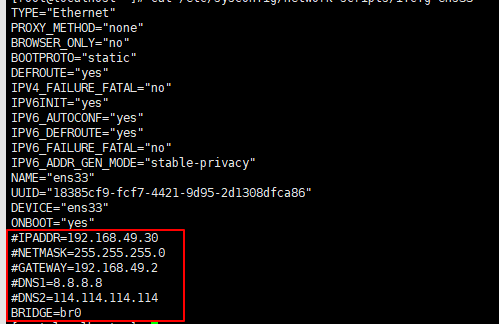 TYPE="Ethernet"
PROXY_METHOD="none"
BROWSER_ONLY="no"
BOOTPROTO="static"
DEFROUTE="yes"
IPV4_FAILURE_FATAL="no"
IPV6INIT="yes"
IPV6_AUTOCONF="yes"
IPV6_DEFROUTE="yes"
IPV6_FAILURE_FATAL="no"
IPV6_ADDR_GEN_MODE="stable-privacy"
NAME="ens33"
UUID="18385cf9-fcf7-4421-9d95-2d1308dfca86"
DEVICE="ens33"
ONBOOT="yes"
#IPADDR=192.168.49.30
#NETMASK=255.255.255.0
#GATEWAY=192.168.49.2
#DNS1=8.8.8.8
#DNS2=114.114.114.114
BRIDGE=br0